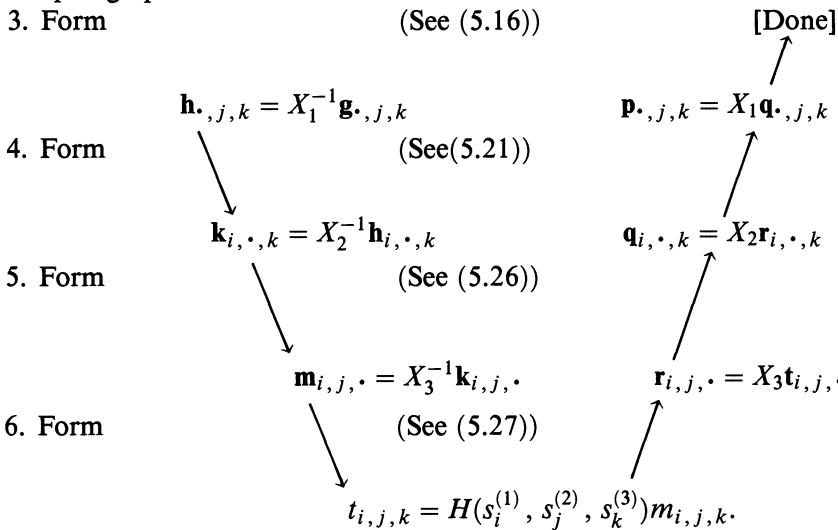 3. Form (See (5.16)) [Done]
𝐡•,j,k = X₁⁻¹𝐠•,j,k 𝐩•,j,k = X₁𝐪•,j,k
4. Form (See(5.21))
𝐤i,•,k = X₂⁻¹𝐡i,•,k 𝐪i,•,k = X₂𝐫i,•,k
5. Form (See (5.26))
𝐦i,j,• = X₃⁻¹𝐤i,j,• 𝐫i,j,• = X₃𝐭i,j,•
6. Form (See (5.27))
tᵢ,ⱼ,ₖ = H(sᵢ⁽¹⁾, sⱼ⁽²⁾, sₖ⁽³⁾)mᵢ,ⱼ,ₖ.